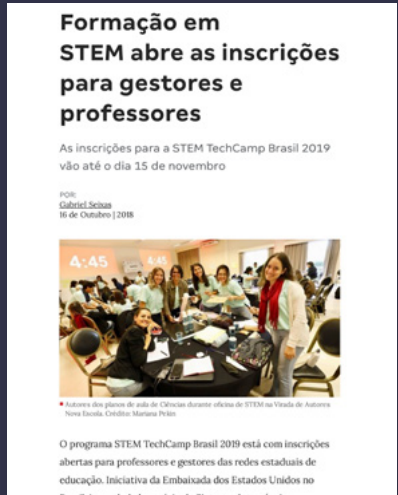 Formação em
STEM abre as inscrições
para gestores e
professores
As inscrições para a STEM TechCamp Brasil 2019
vão até o dia 15 de novembro
POR:
Gabriel Seixas
16 de Outubro | 2018
4:45
4:45
Autores dos planos de aula de Ciências durante oficina de STEM na Virada de Autores
Nova Escola. Crédito: Mariana Pekin
O programa STEM TechCamp Brasil 2019 está com inscrições
abertas para professores e gestores das redes estaduais de
educação. Iniciativa da Embaixada dos Estados Unidos no